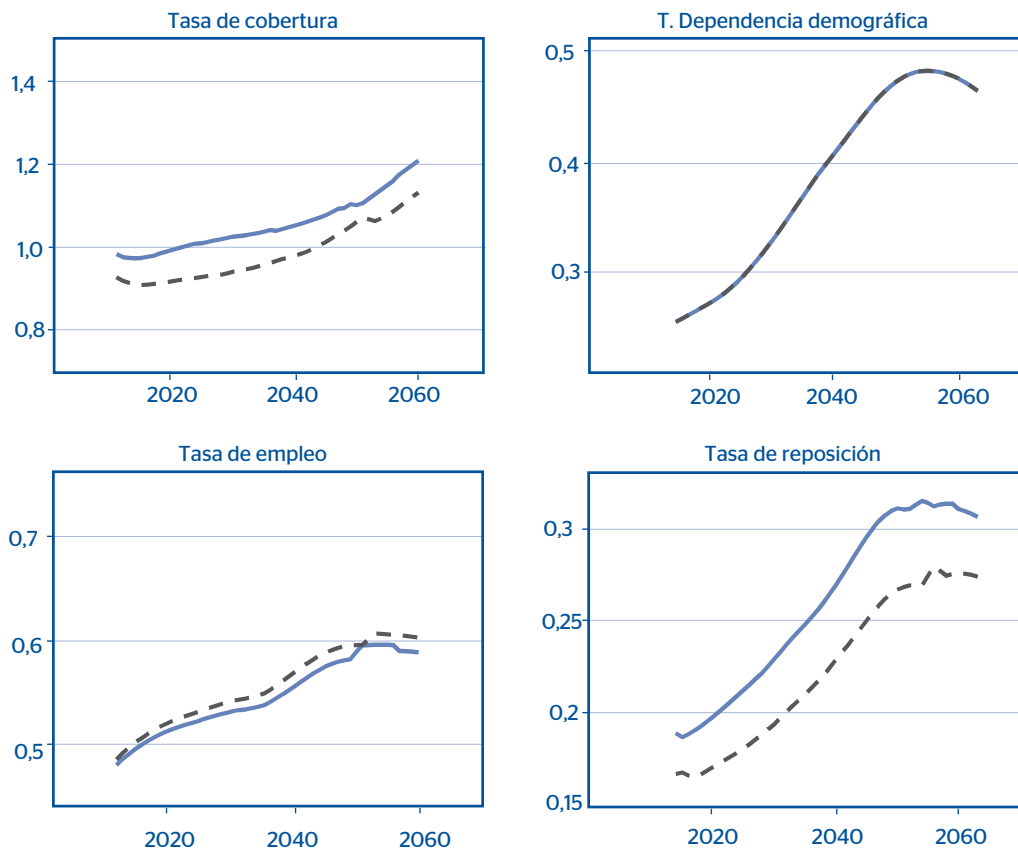 Tasa de cobertura
1,4
1,2
1,0
0,8
2020 2040 2060
T. Dependencia demográfica
0,5
0,4
0,3
2020 2040 2060
Tasa de empleo
0,7
0,6
0,5
2020 2040 2060
Tasa de reposición
0,3
0,25
0,2
0,15
2020 2040 2060